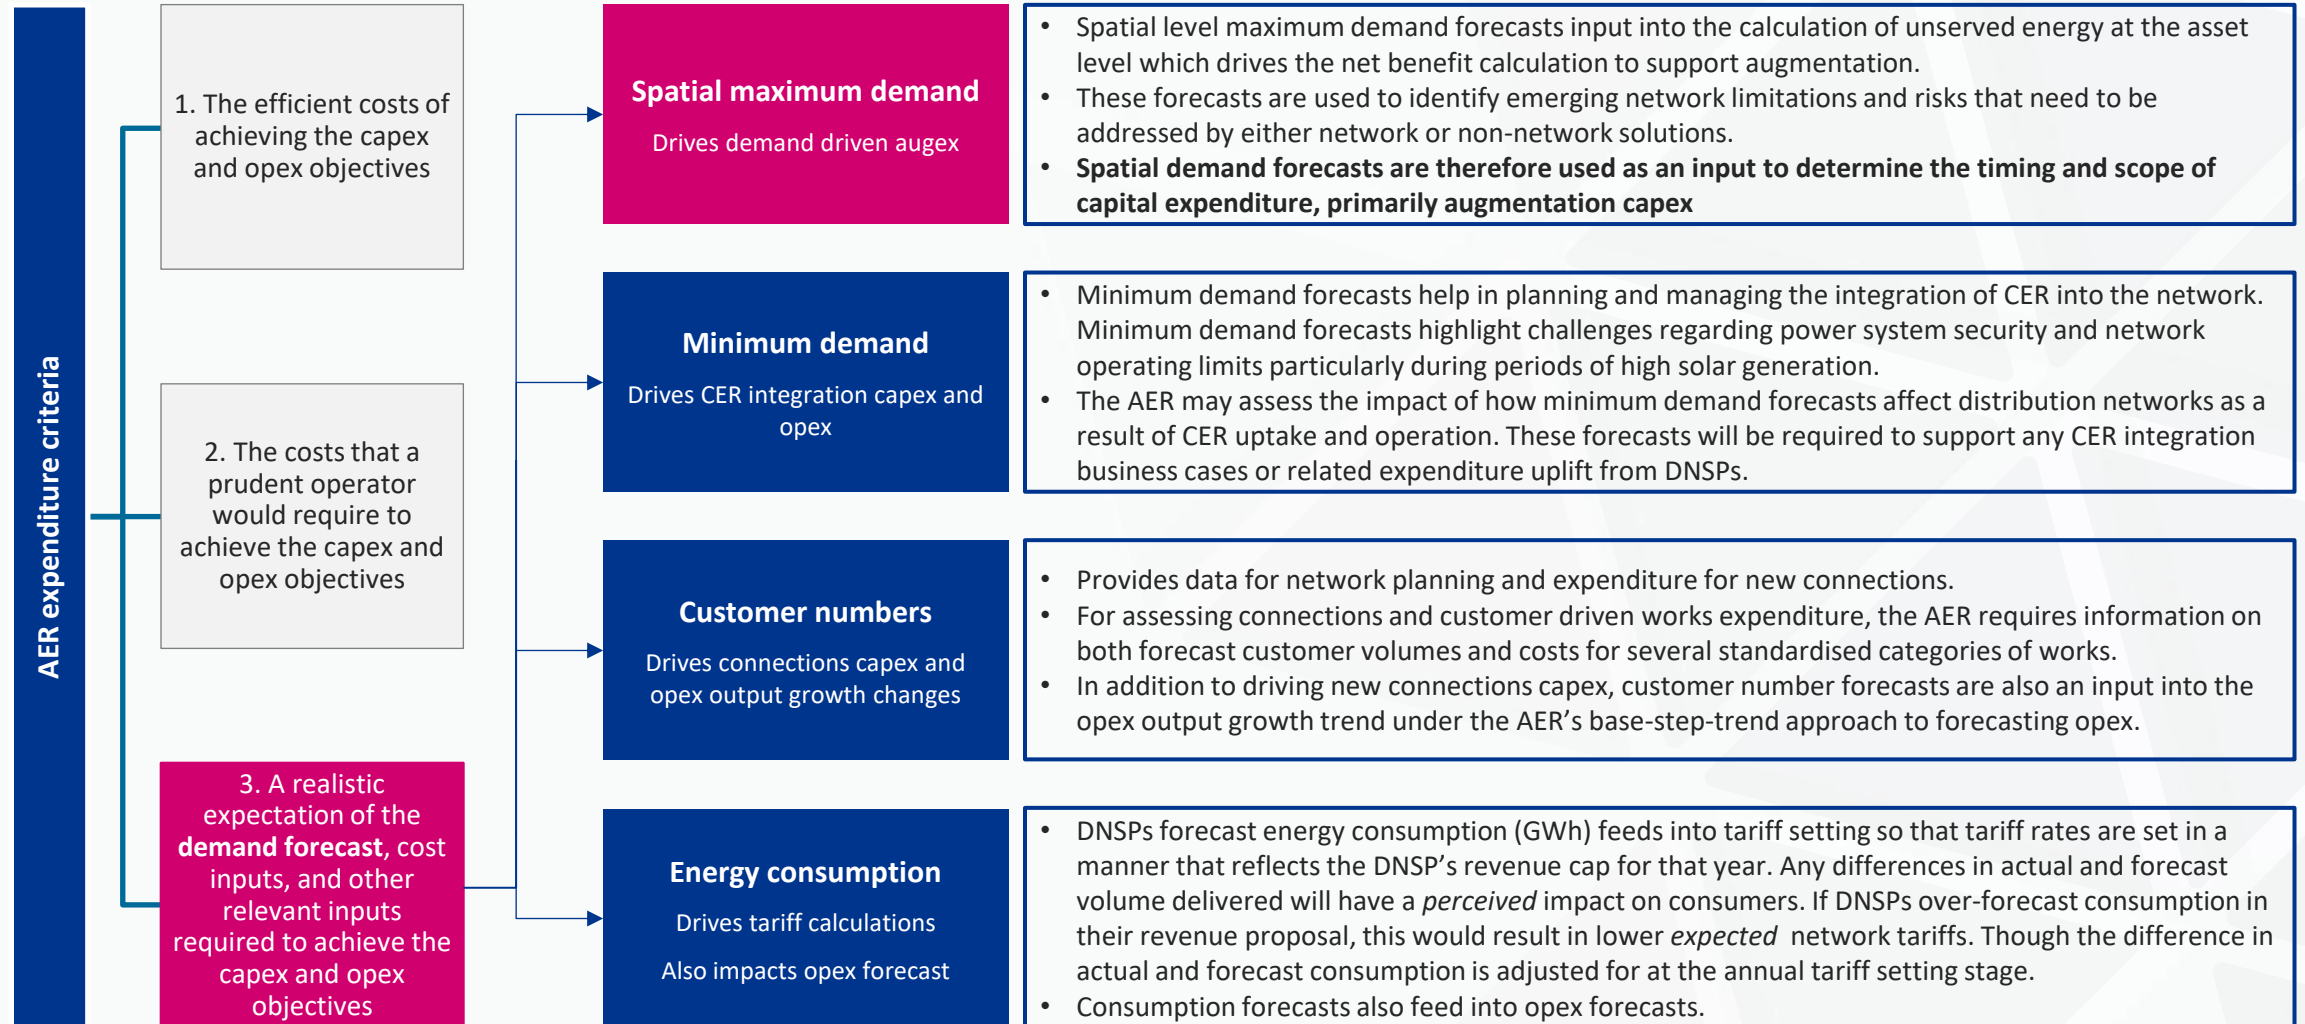 AER expenditure criteria
1. The efficient costs of
achieving the capex
and opex objectives
2. The costs that a
prudent operator
would require to
achieve the capex and
opex objectives
3. A realistic
expectation of the
demand forecast, cost
inputs, and other
relevant inputs
required to achieve the
capex and opex
objectives
Spatial maximum demand
Drives demand driven augex
• Spatial level maximum demand forecasts input into the calculation of unserved energy at the asset
level which drives the net benefit calculation to support augmentation.
• These forecasts are used to identify emerging network limitations and risks that need to be
addressed by either network or non-network solutions.
• Spatial demand forecasts are therefore used as an input to determine the timing and scope of
capital expenditure, primarily augmentation capex
Minimum demand
Drives CER integration capex and
opex
• Minimum demand forecasts help in planning and managing the integration of CER into the network.
Minimum demand forecasts highlight challenges regarding power system security and network
operating limits particularly during periods of high solar generation.
• The AER may assess the impact of how minimum demand forecasts affect distribution networks as a
result of CER uptake and operation. These forecasts will be required to support any CER integration
business cases or related expenditure uplift from DNSPs.
Customer numbers
Drives connections capex and
opex output growth changes
• Provides data for network planning and expenditure for new connections.
• For assessing connections and customer driven works expenditure, the AER requires information on
both forecast customer volumes and costs for several standardised categories of works.
• In addition to driving new connections capex, customer number forecasts are also an input into the
opex output growth trend under the AER’s base-step-trend approach to forecasting opex.
Energy consumption
Drives tariff calculations
Also impacts opex forecast
• DNSPs forecast energy consumption (GWh) feeds into tariff setting so that tariff rates are set in a
manner that reflects the DNSP’s revenue cap for that year. Any differences in actual and forecast
volume delivered will have a perceived impact on consumers. If DNSPs over-forecast consumption in
their revenue proposal, this would result in lower expected network tariffs. Though the difference in
actual and forecast consumption is adjusted for at the annual tariff setting stage.
• Consumption forecasts also feed into opex forecasts.